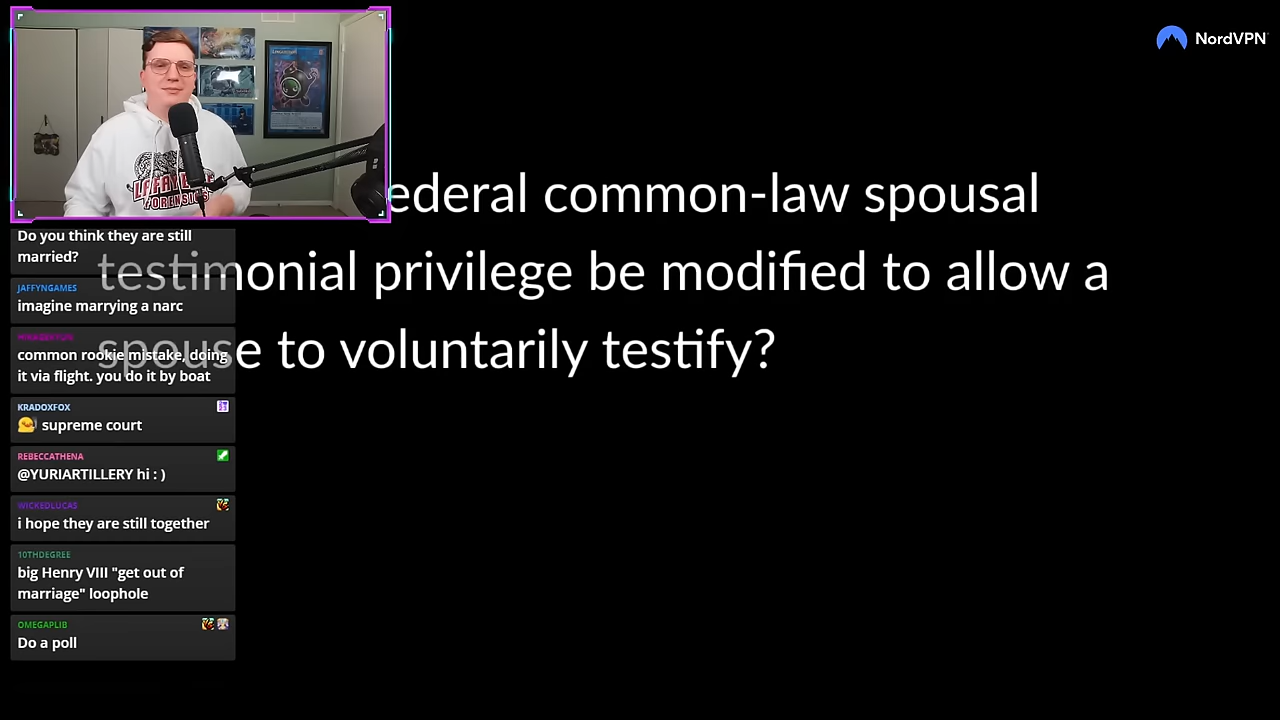 NordVPN
LAFAYETTE
FORENSICS
ederal common-law spousal
testimonial privilege be modified to allow a
spouse to voluntarily testify?
Do you think they are still
married?
JAFFYNGAMES
imagine marrying a narc
common rookie mistake, doing
it via flight. you do it by boat
KRADOXFOX
supreme court
REBECCATHENA
@YURIARTILLERY hi : )
WICKEDLUCAS
i hope they are still together
10THDEGREE
big Henry VIII "get out of
marriage" loophole
OMEGAPLIB
Do a poll